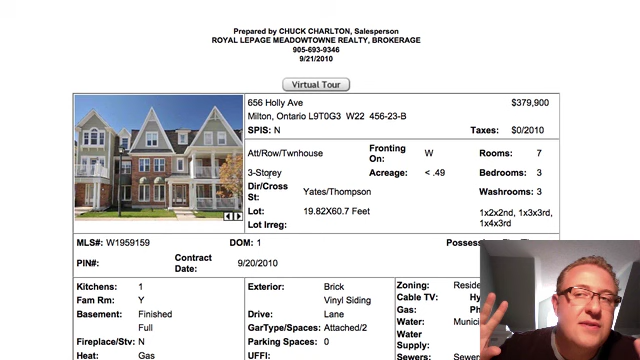 Prepared by CHUCK CHARLTON, Salesperson
ROYAL LEPAGE MEADOWTOWNE REALTY, BROKERAGE
905-693-9346
9/21/2010
Virtual Tour
656 Holly Ave $379,900
Milton, Ontario L9T0G3 W22 456-23-B
SPIS: N Taxes: $0/2010
Att/Row/Twnhouse Fronting On: W Rooms: 7
3-Storey Acreage: < .49 Bedrooms: 3
Dir/Cross St: Yates/Thompson Washrooms: 3
Lot: 19.82X60.7 Feet 1x2x2nd, 1x3x3rd,
Lot Irreg: 1x4x3rd
MLS#: W1959159 DOM: 1
PIN#: Contract Date: 9/20/2010
Kitchens: 1 Exterior: Brick Zoning:
Fam Rm: Y Vinyl Siding Cable TV:
Basement: Finished Drive: Lane Gas:
Full GarType/Spaces: Attached/2 Water:
Fireplace/Stv: N Parking Spaces: 0 Water Supply:
Heat: Gas UFFI: Sewers: